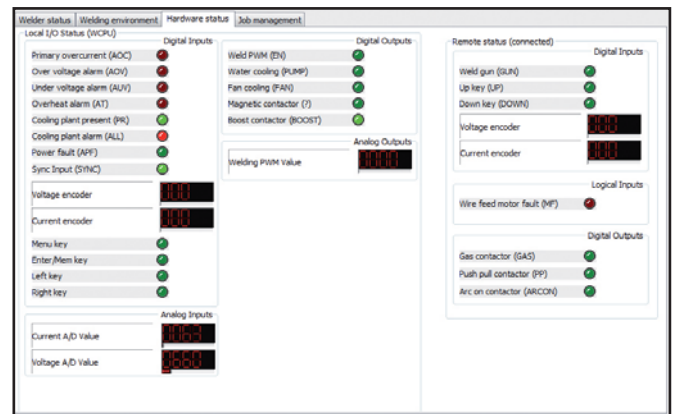 Welder status Welding environment Hardware status Job management
Local I/O Status (WCPU)
Digital Inputs
Primary overcurrent (AOC)
Over voltage alarm (AOV)
Under voltage alarm (AUV)
Overheat alarm (AT)
Cooling plant present (PR)
Cooling plant alarm (ALL)
Power fault (APF)
Sync Input (SYNC)
Voltage encoder 000
Current encoder 000
Menu key
Enter/Mem key
Left key
Right key
Analog Inputs
Current A/D Value 0063
Voltage A/D Value 0660
Digital Outputs
Weld PWM (EN)
Water cooling (PUMP)
Fan cooling (FAN)
Magnetic contactor (?)
Boost contactor (BOOST)
Analog Outputs
Welding PWM Value 0000
Remote status (connected)
Digital Inputs
Weld gun (GUN)
Up key (UP)
Down key (DOWN)
Voltage encoder 000
Current encoder 000
Logical Inputs
Wire feed motor fault (MF)
Digital Outputs
Gas contactor (GAS)
Push pull contactor (PP)
Arc on contactor (ARCON)